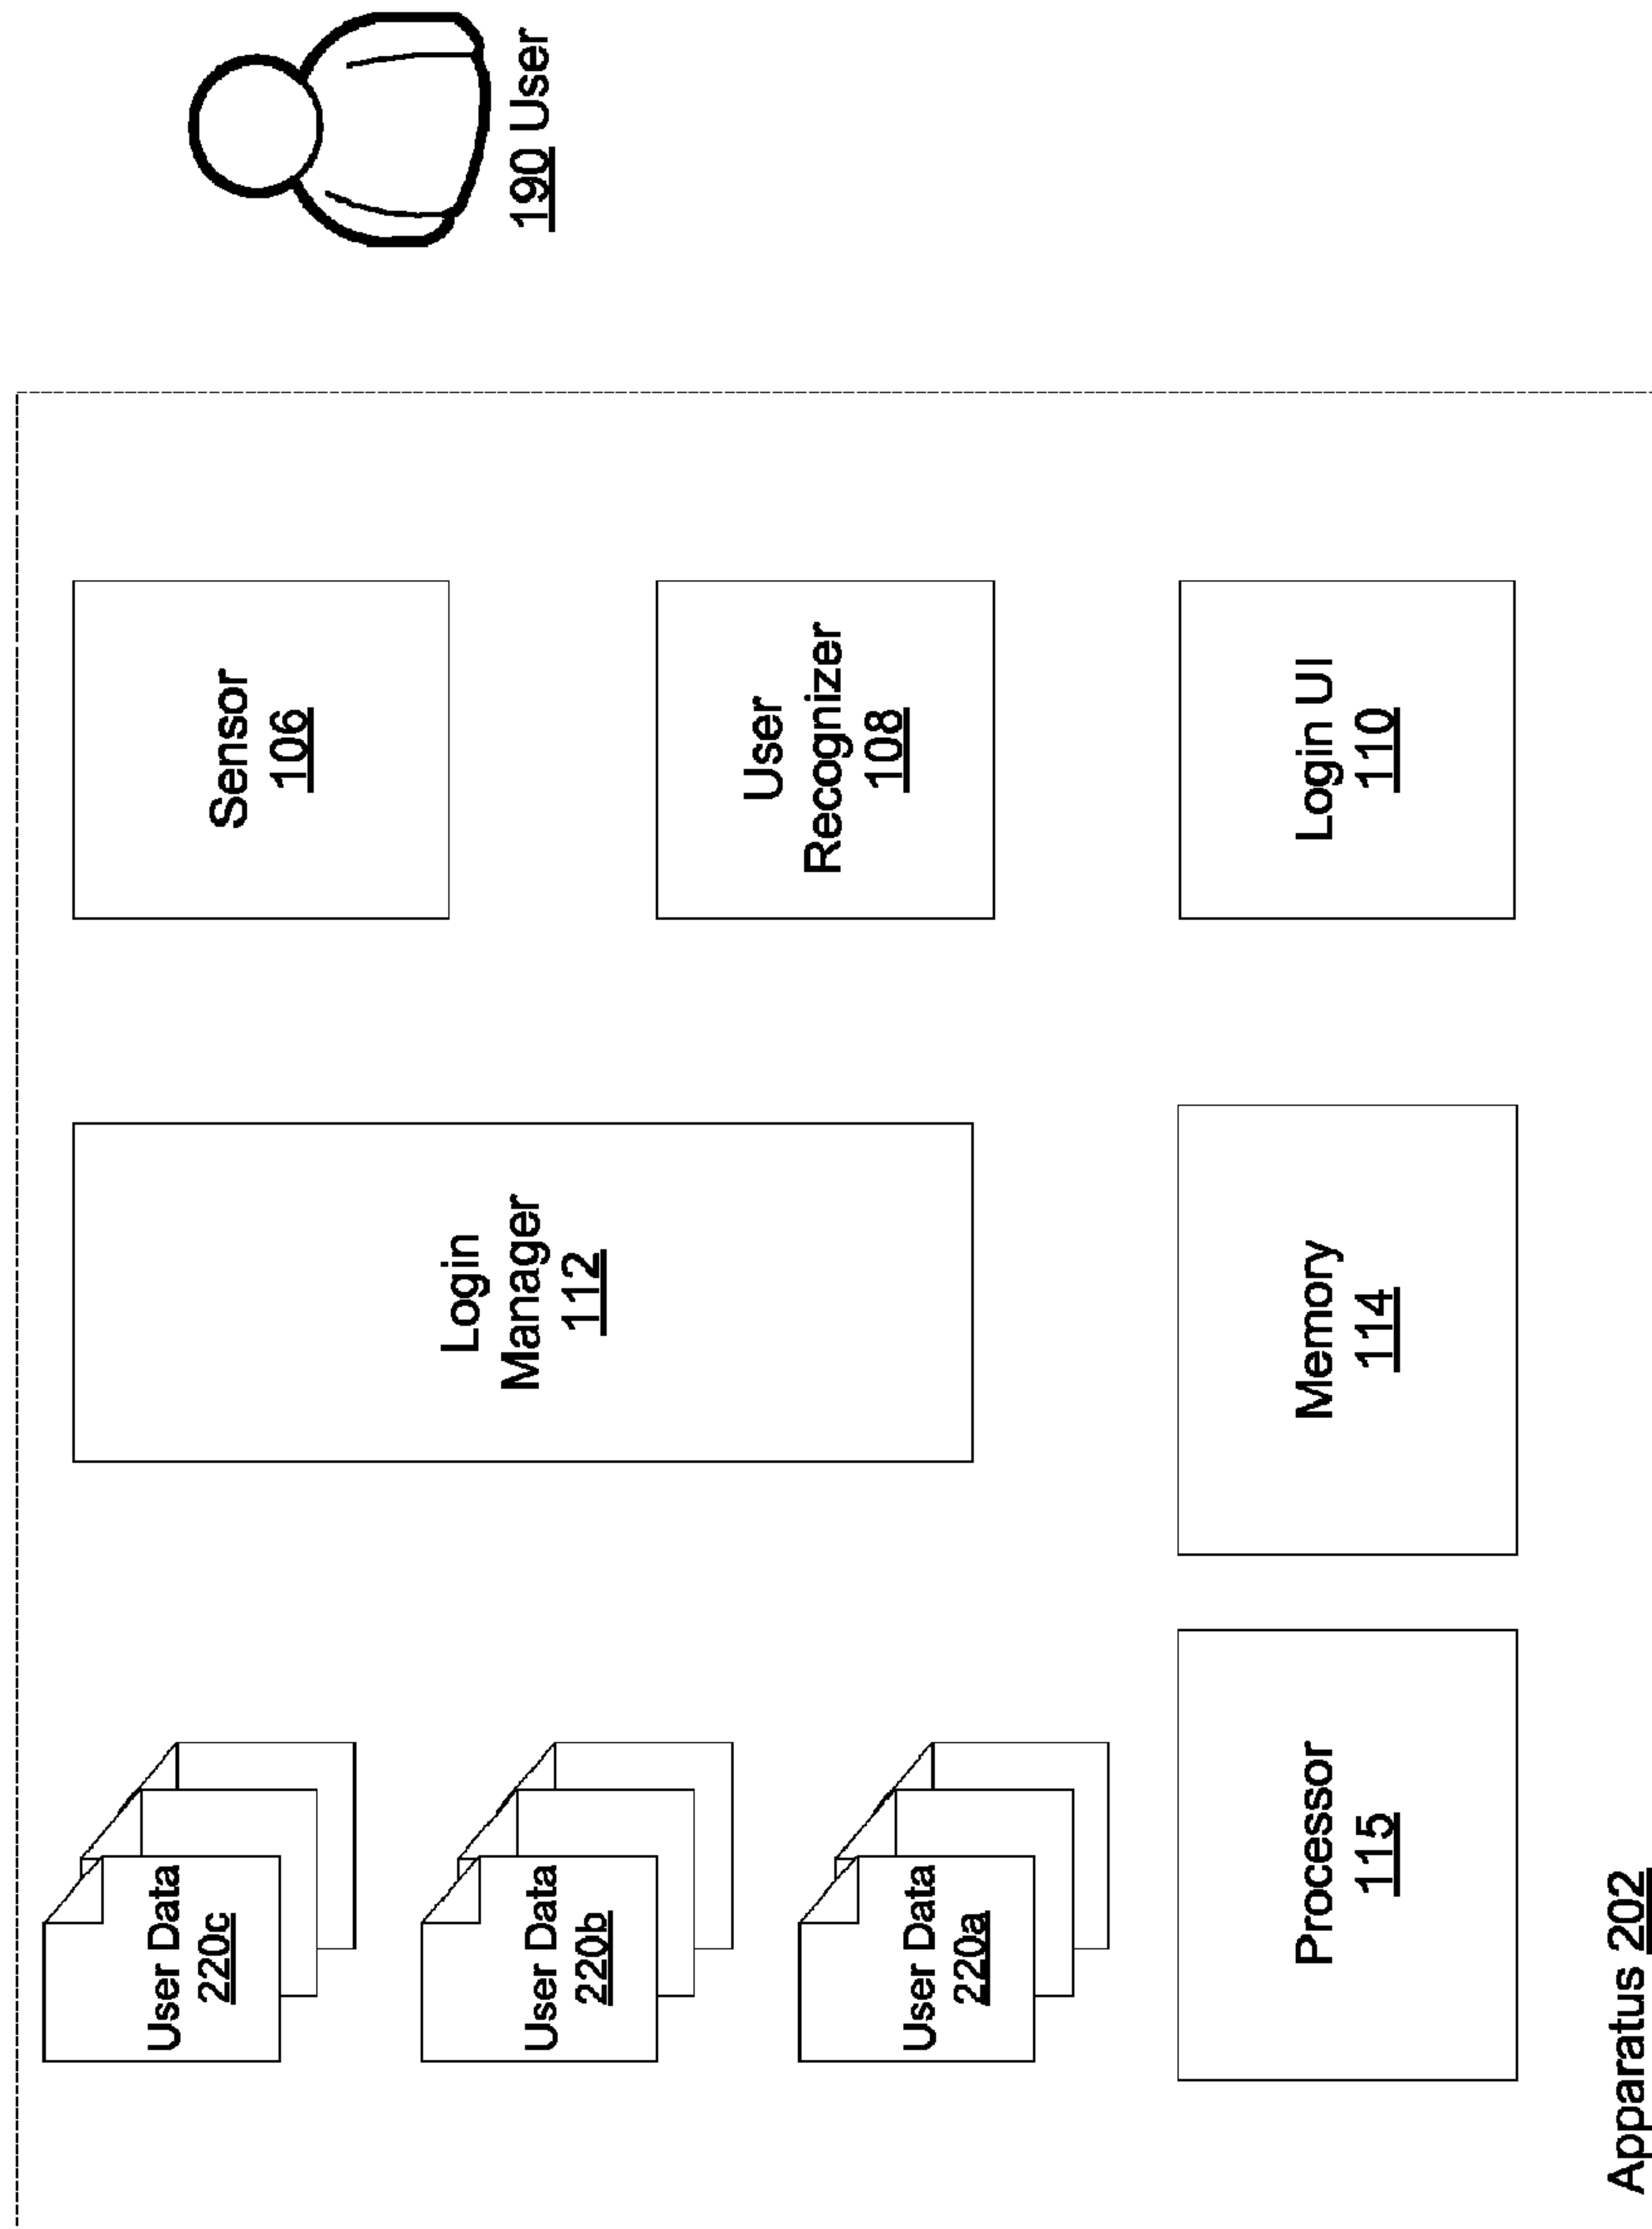 User Data
220c
User Data
220b
User Data
220a
Login
Manager
112
Sensor
106
User
Recognizer
108
190 User
Processor
115
Memory
114
Login UI
110
Apparatus 202